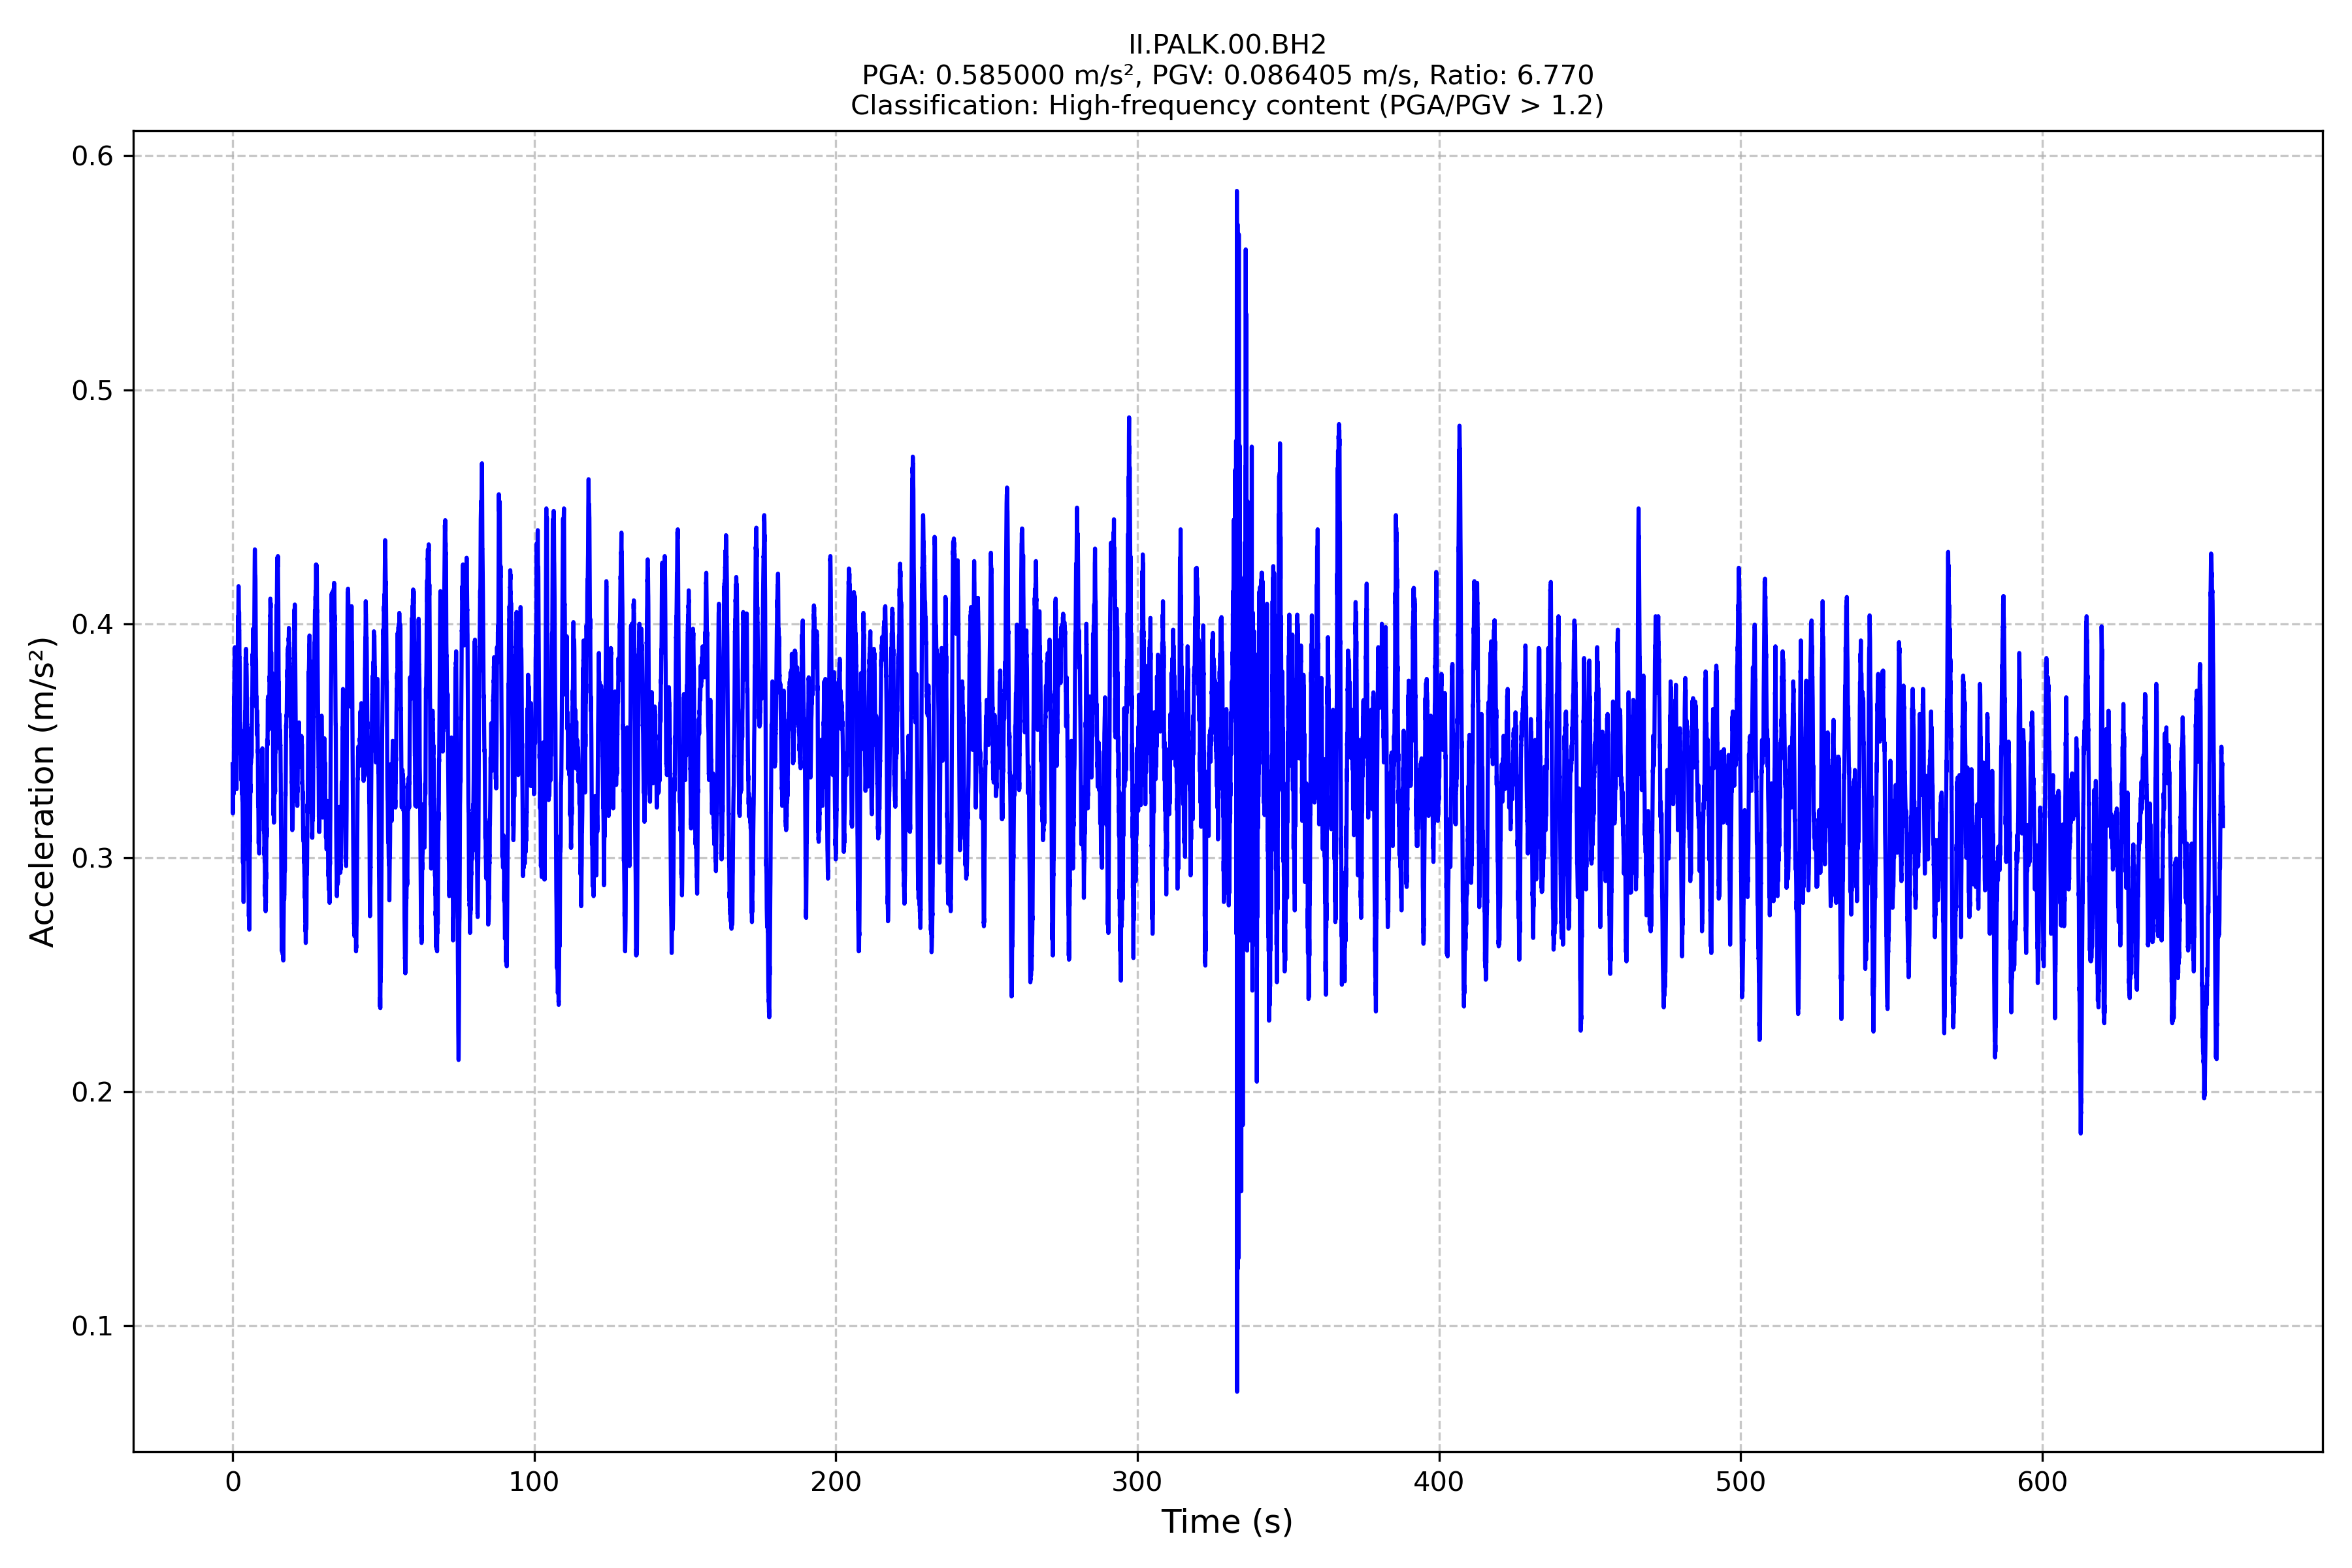 II.PALK.00.BH2
PGA: 0.585000 m/s², PGV: 0.086405 m/s, Ratio: 6.770
Classification: High-frequency content (PGA/PGV > 1.2)
0.6
0.5
0.4
0.3
0.2
0.1
Acceleration (m/s²)
0 100 200 300 400 500 600
Time (s)